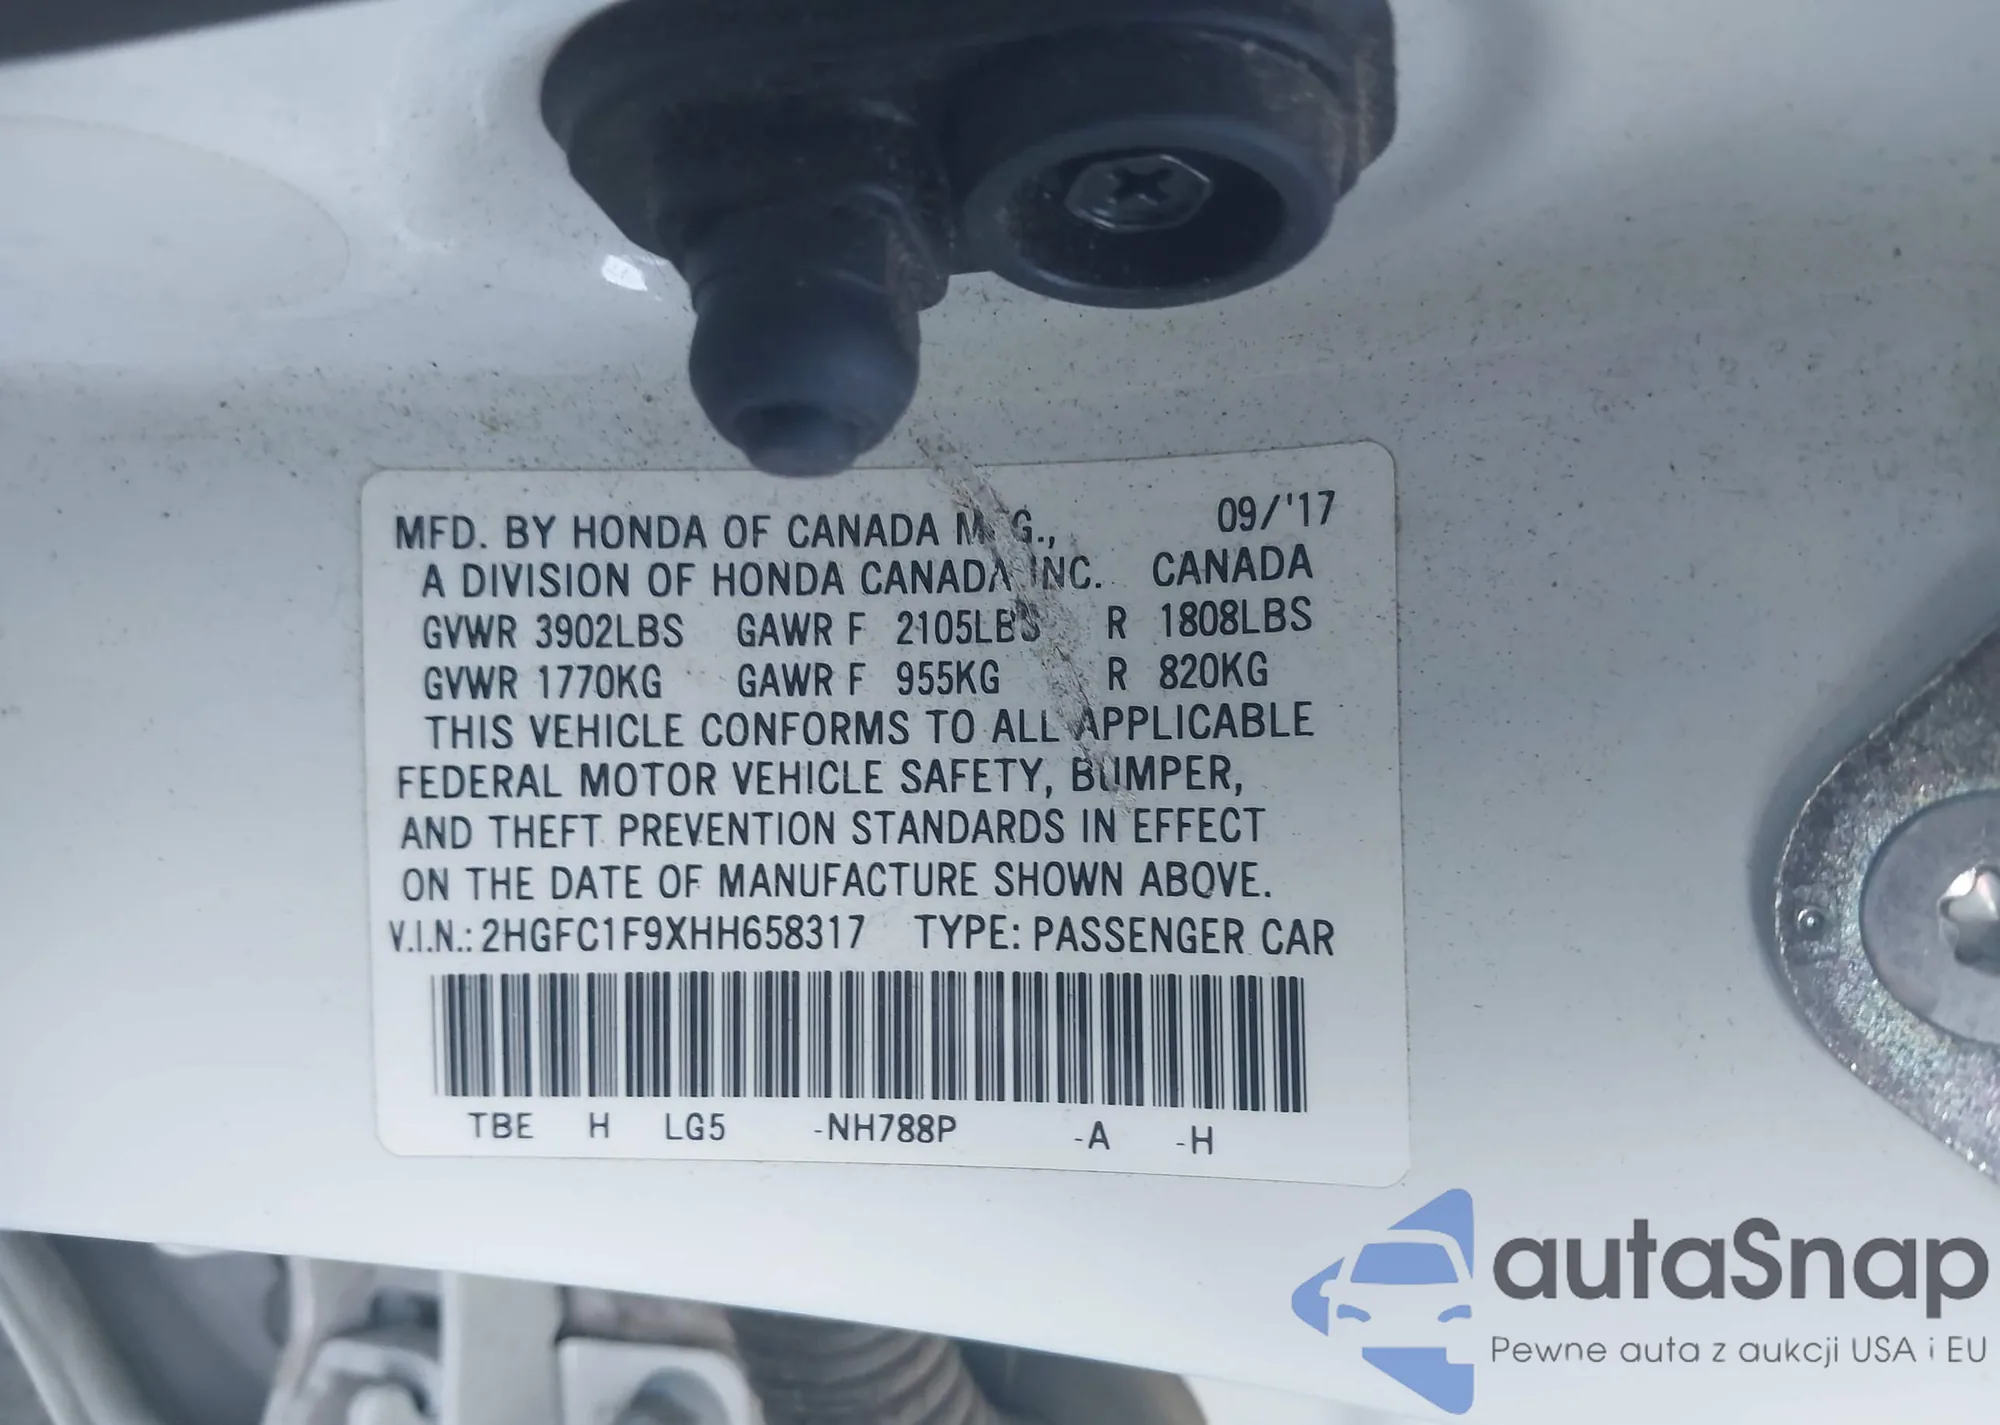 MFD. BY HONDA OF CANADA MFG., 09/'17
A DIVISION OF HONDA CANADA INC. CANADA
GVWR 3902LBS GAWR F 2105LBS R 1808LBS
GVWR 1770KG GAWR F 955KG R 820KG
THIS VEHICLE CONFORMS TO ALL APPLICABLE
FEDERAL MOTOR VEHICLE SAFETY, BUMPER,
AND THEFT PREVENTION STANDARDS IN EFFECT
ON THE DATE OF MANUFACTURE SHOWN ABOVE.
V.I.N.: 2HGFC1F9XHH658317 TYPE: PASSENGER CAR
TBE H LG5 -NH788P -A -H
autaSnap
Pewne auta z aukcji USA i EU